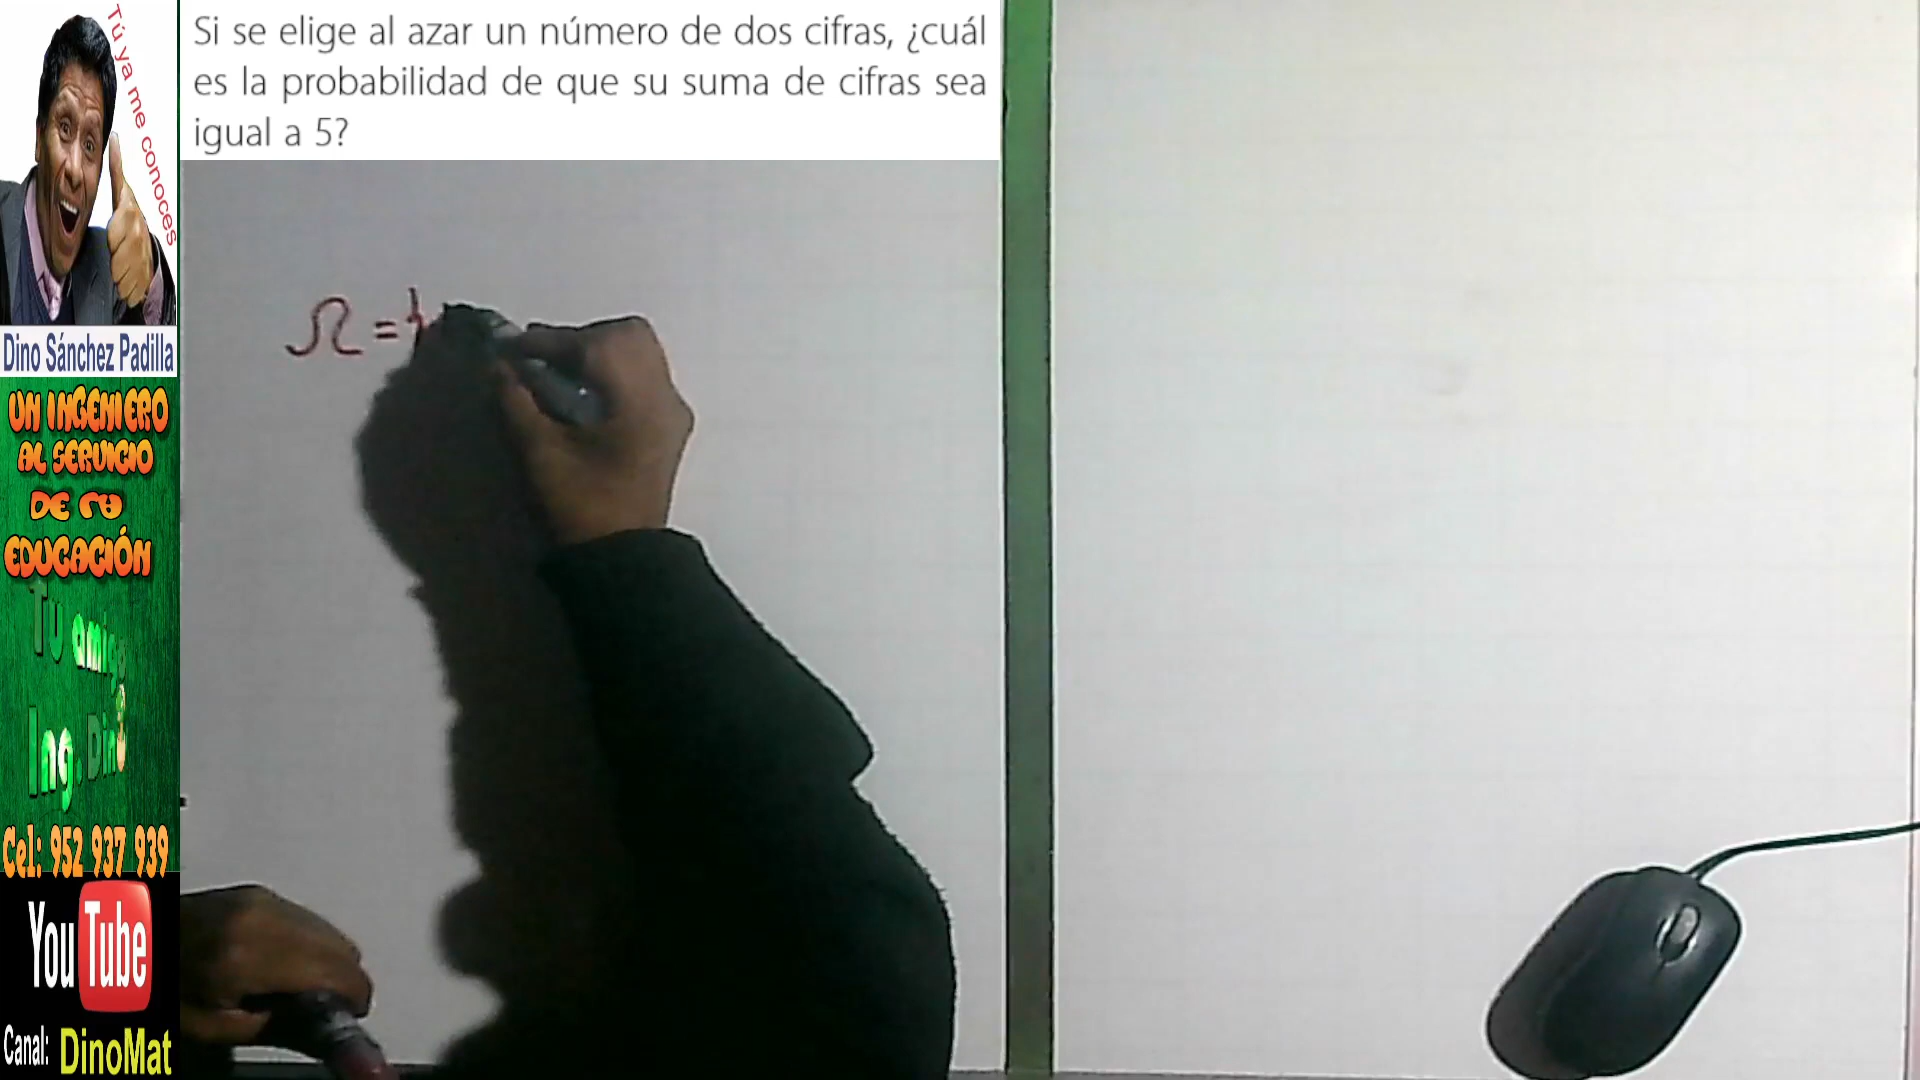 Tú ya me conoces
Dino Sánchez Padilla
UN INGENIERO
AL SERVICIO
DE TU
EDUCACIÓN
Tu amigo
Ing. Dino
Cel: 952 937 939
YouTube
Canal: DinoMat
Si se elige al azar un número de dos cifras, ¿cuál
es la probabilidad de que su suma de cifras sea
igual a 5?
Ω = {